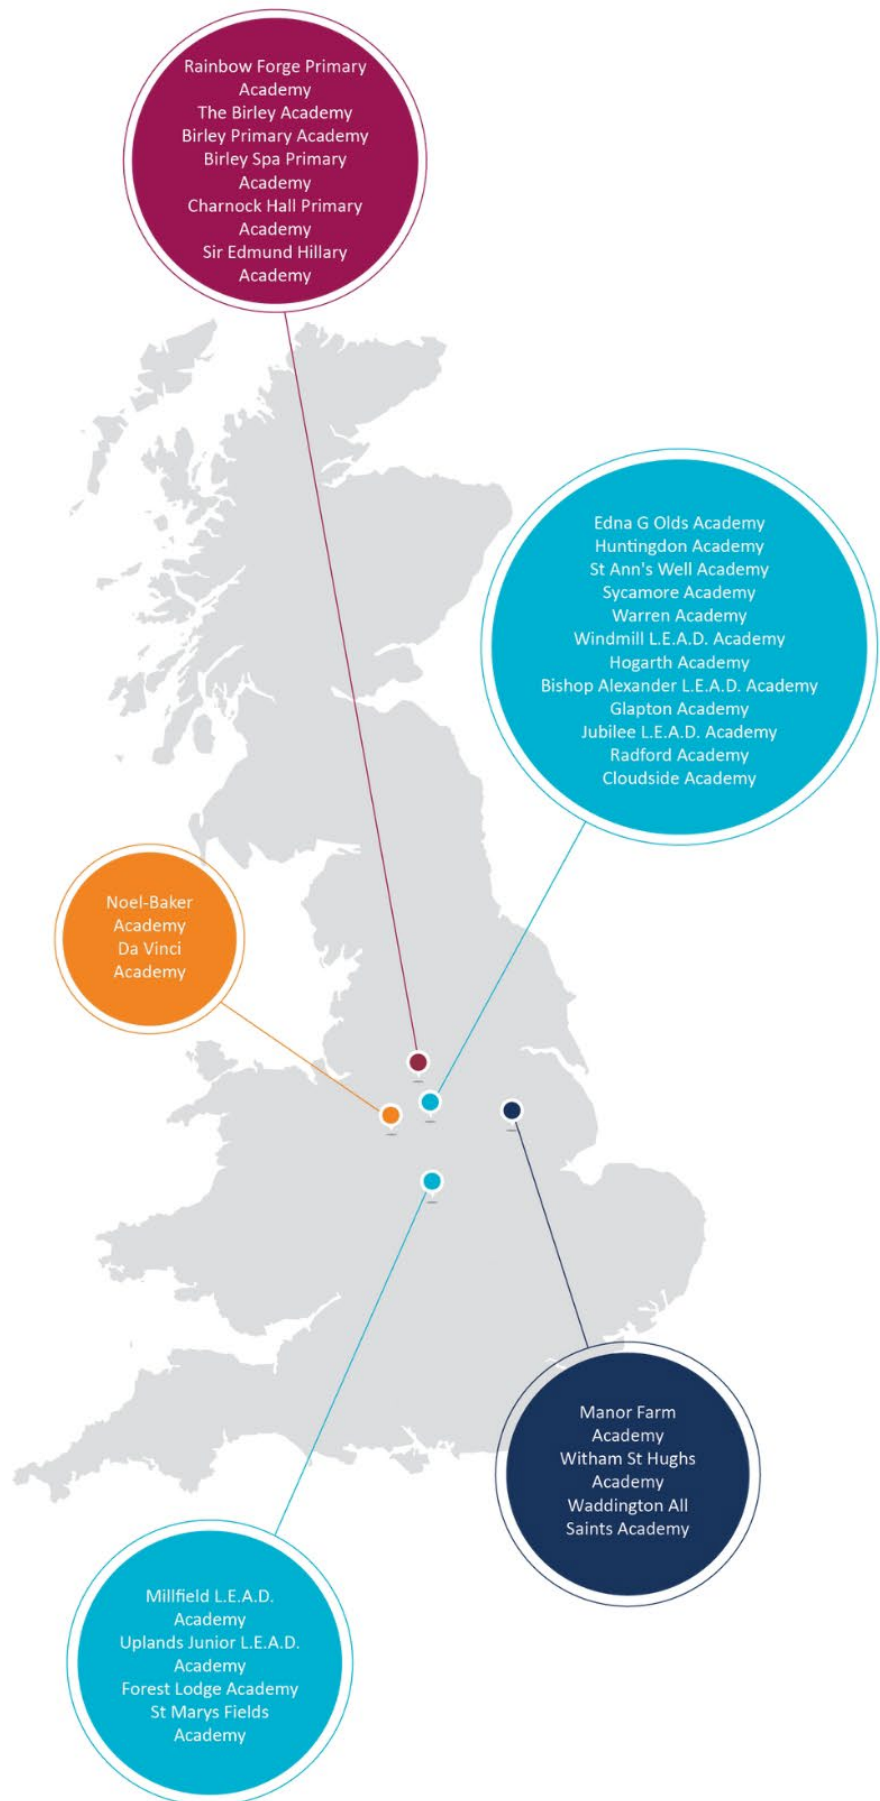 Rainbow Forge Primary
Academy
The Birley Academy
Birley Primary Academy
Birley Spa Primary
Academy
Charnock Hall Primary
Academy
Sir Edmund Hillary
Academy
Edna G Olds Academy
Huntingdon Academy
St Ann's Well Academy
Sycamore Academy
Warren Academy
Windmill L.E.A.D. Academy
Hogarth Academy
Bishop Alexander L.E.A.D. Academy
Glapton Academy
Jubilee L.E.A.D. Academy
Radford Academy
Cloudside Academy
Noel-Baker
Academy
Da Vinci
Academy
Manor Farm
Academy
Witham St Hughs
Academy
Waddington All
Saints Academy
Millfield L.E.A.D.
Academy
Uplands Junior L.E.A.D.
Academy
Forest Lodge Academy
St Marys Fields
Academy